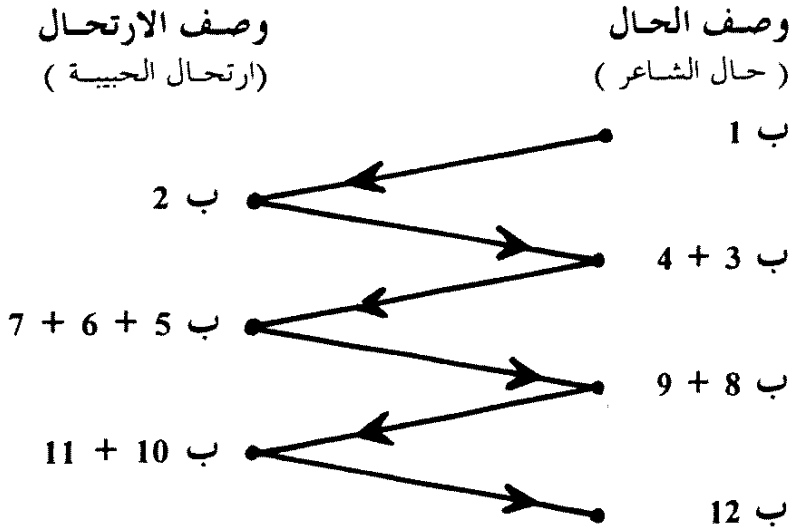 وصف الحال
وصف الارتحال
( حال الشاعر )
(ارتحال الحبيبة )
ب 1
ب 2
ب 3 + 4
ب 5 + 6 + 7
ب 8 + 9
ب 10 + 11
ب 12